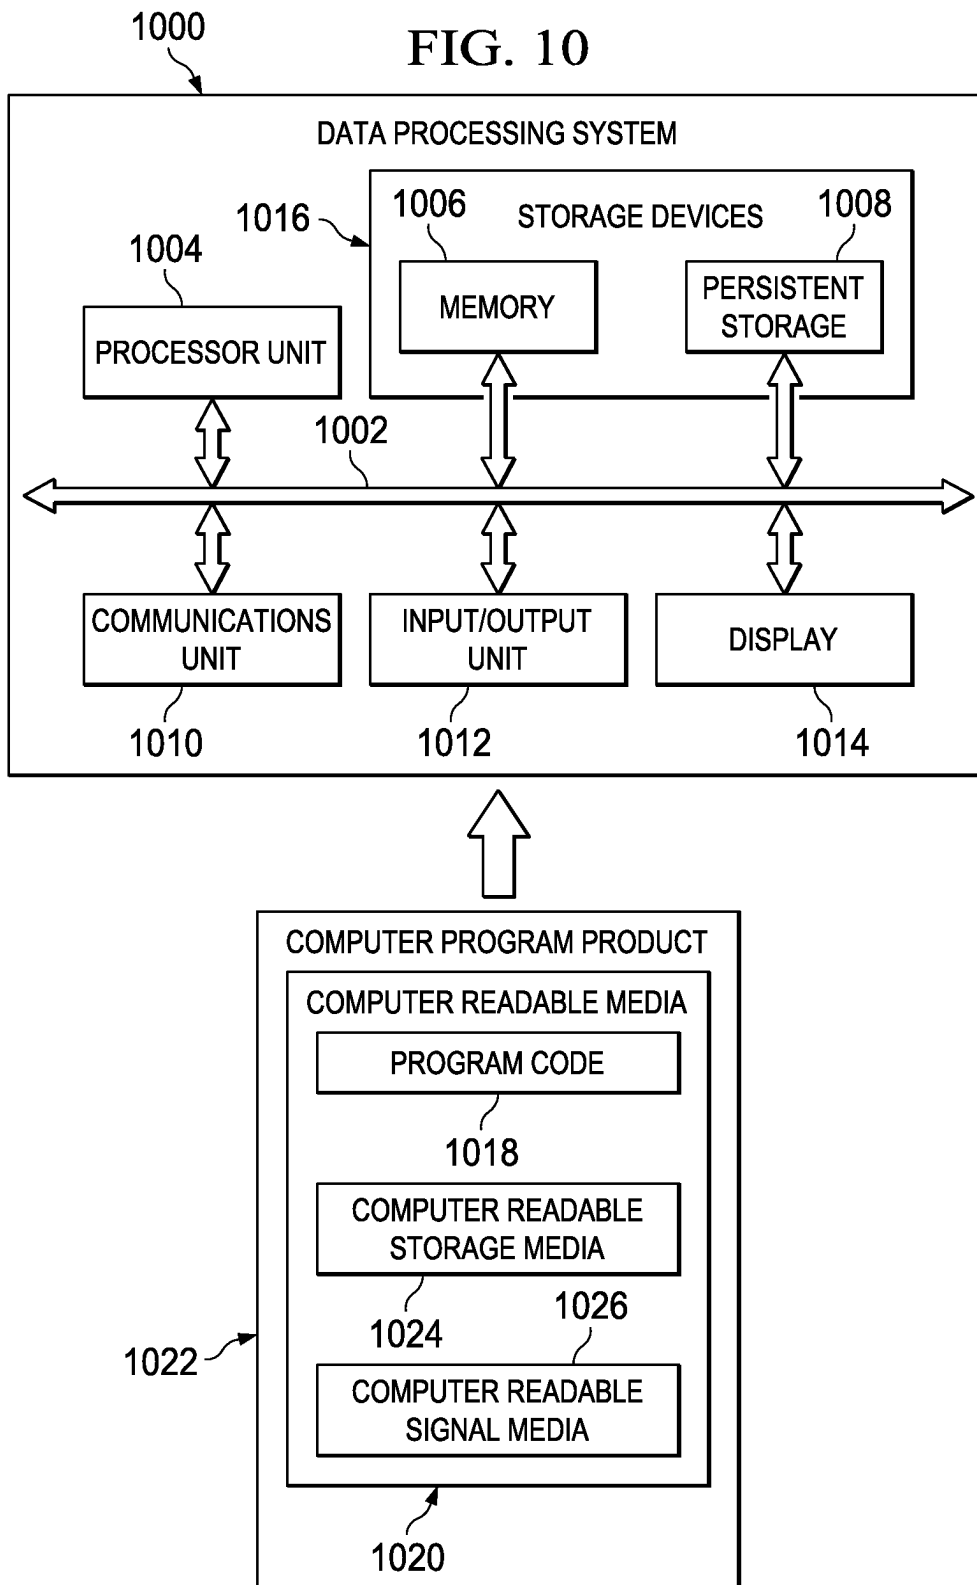 1000
FIG. 10
DATA PROCESSING SYSTEM
1016
1006
STORAGE DEVICES
1008
1004
MEMORY
PERSISTENT
STORAGE
PROCESSOR UNIT
1002
COMMUNICATIONS
UNIT
INPUT/OUTPUT
UNIT
DISPLAY
1010
1012
1014
COMPUTER PROGRAM PRODUCT
COMPUTER READABLE MEDIA
PROGRAM CODE
1018
COMPUTER READABLE
STORAGE MEDIA
1024
1026
1022
COMPUTER READABLE
SIGNAL MEDIA
1020